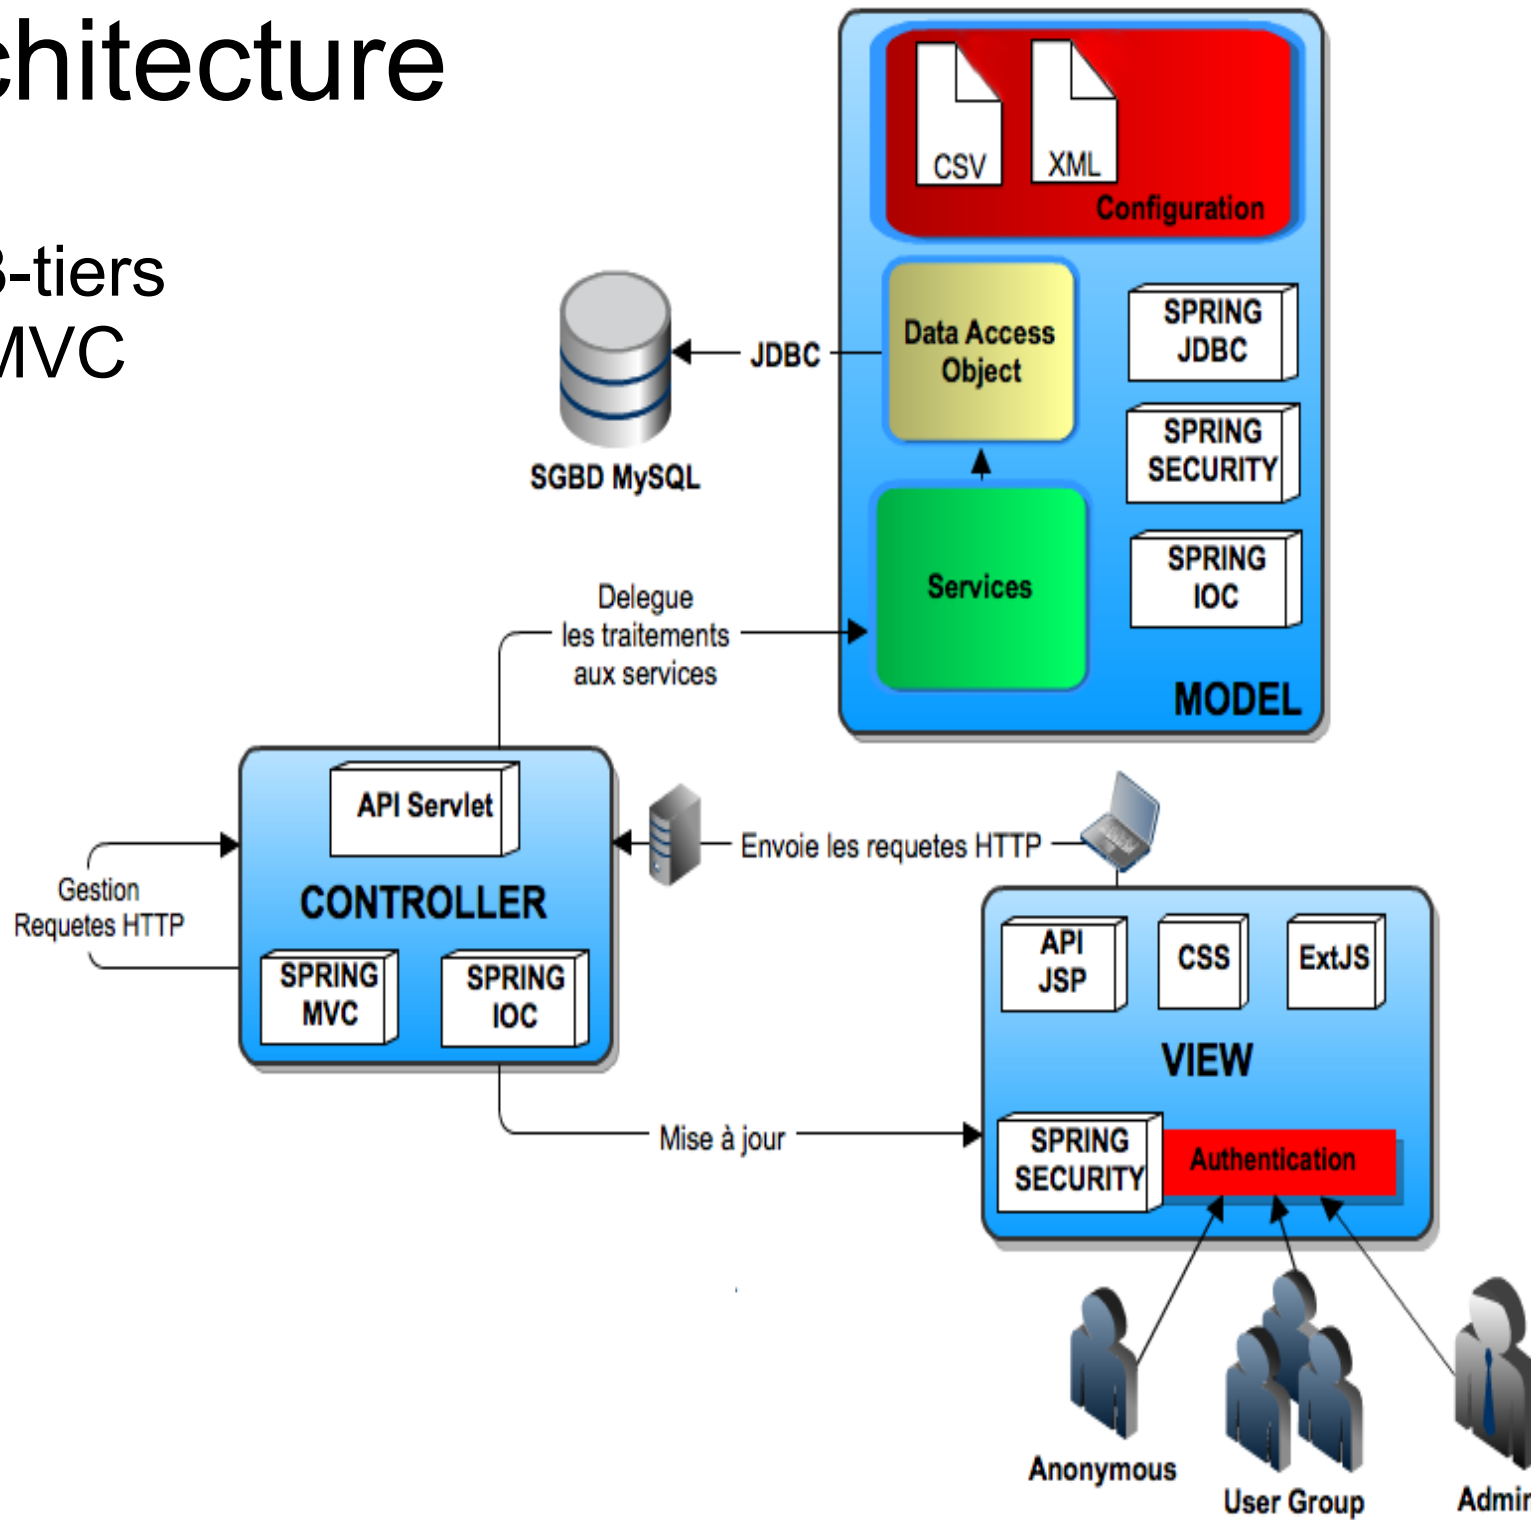 chitecture
3-tiers
MVC
CSV
XML
Configuration
Data Access
Object
SPRING
JDBC
JDBC
SPRING
SECURITY
SGBD MySQL
Services
SPRING
IOC
Delegue
les traitements
aux services
MODEL
API Servlet
Envoie les requetes HTTP
Gestion
Requetes HTTP
CONTROLLER
SPRING
MVC
SPRING
IOC
API
JSP
CSS
ExtJS
VIEW
Mise à jour
SPRING
SECURITY
Authentication
Anonymous
User Group
Admin